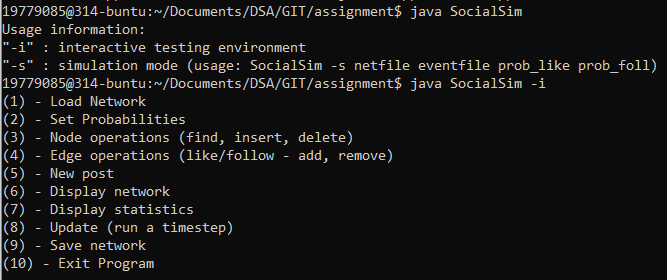 19779085@314-buntu:~/Documents/DSA/GIT/assignment$ java SocialSim
Usage information:
"-i" : interactive testing environment
"-s" : simulation mode (usage: SocialSim -s netfile eventfile prob_like prob_foll)
19779085@314-buntu:~/Documents/DSA/GIT/assignment$ java SocialSim -i
(1) - Load Network
(2) - Set Probabilities
(3) - Node operations (find, insert, delete)
(4) - Edge operations (like/follow - add, remove)
(5) - New post
(6) - Display network
(7) - Display statistics
(8) - Update (run a timestep)
(9) - Save network
(10) - Exit Program